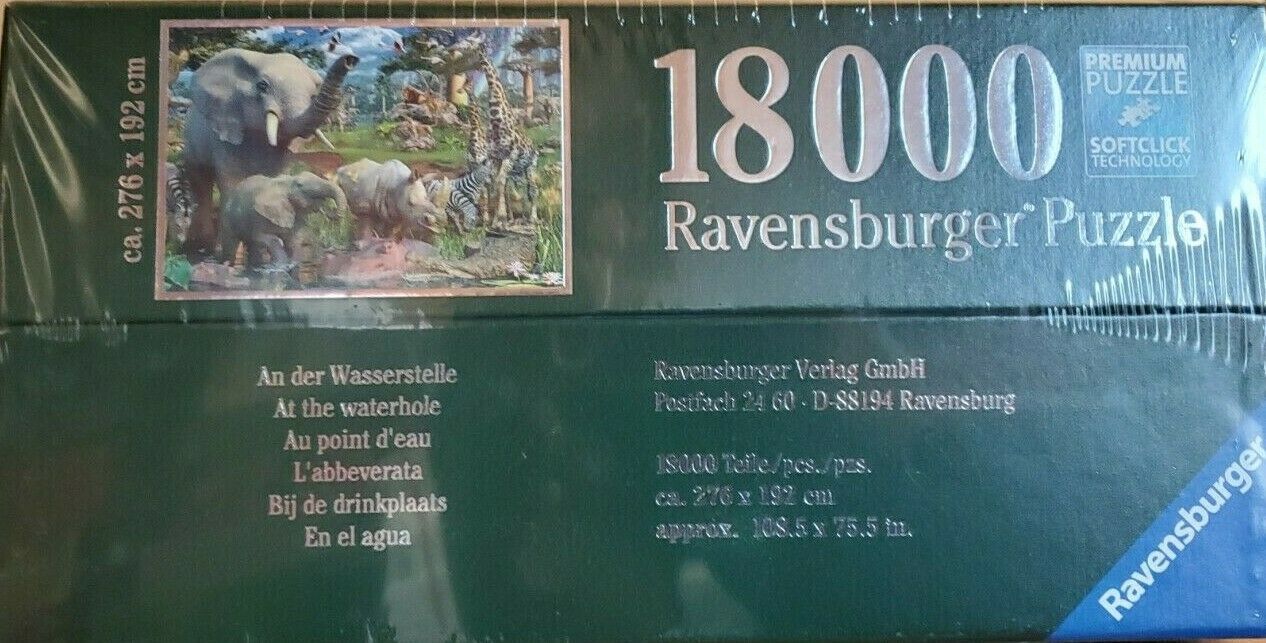 ca. 276 x 192 cm
18000
Ravensburger™ Puzzle
PREMIUM
PUZZLE
SOFTCLICK
TECHNOLOGY
An der Wasserstelle
At the waterhole
Au point d'eau
L'abbeverata
Bij de drinkplaats
En el agua
Ravensburger Verlag GmbH
Postfach 24 60 · D-88194 Ravensburg
18000 Teile/pcs./pzs.
ca. 276 x 192 cm
approx. 108.5 x 75.5 in.
Ravensburger